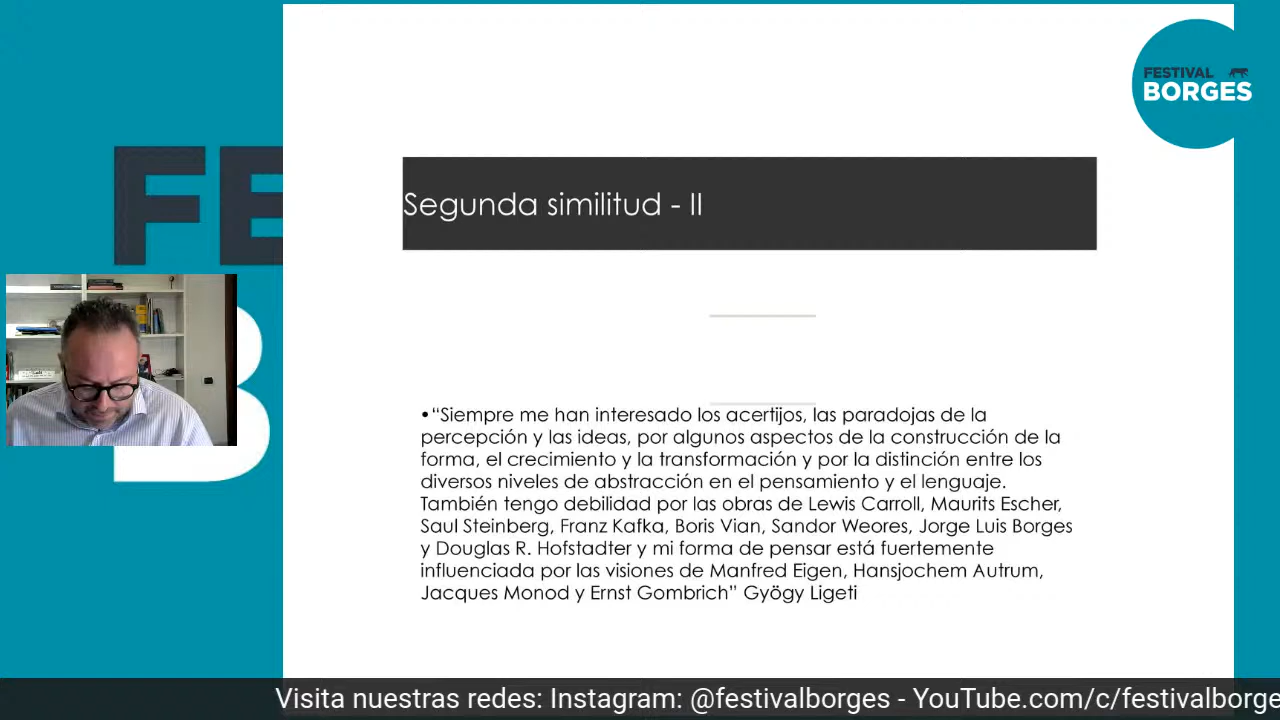 FESTIVAL
BORGES
FE
B
Segunda similitud - II
•“Siempre me han interesado los acertijos, las paradojas de la
percepción y las ideas, por algunos aspectos de la construcción de la
forma, el crecimiento y la transformación y por la distinción entre los
diversos niveles de abstracción en el pensamiento y el lenguaje.
También tengo debilidad por las obras de Lewis Carroll, Maurits Escher,
Saul Steinberg, Franz Kafka, Boris Vian, Sandor Weores, Jorge Luis Borges
y Douglas R. Hofstadter y mi forma de pensar está fuertemente
influenciada por las visiones de Manfred Eigen, Hansjochem Autrum,
Jacques Monod y Ernst Gombrich” Gyögy Ligeti
Visita nuestras redes: Instagram: @festivalborges - YouTube.com/c/festivalborge